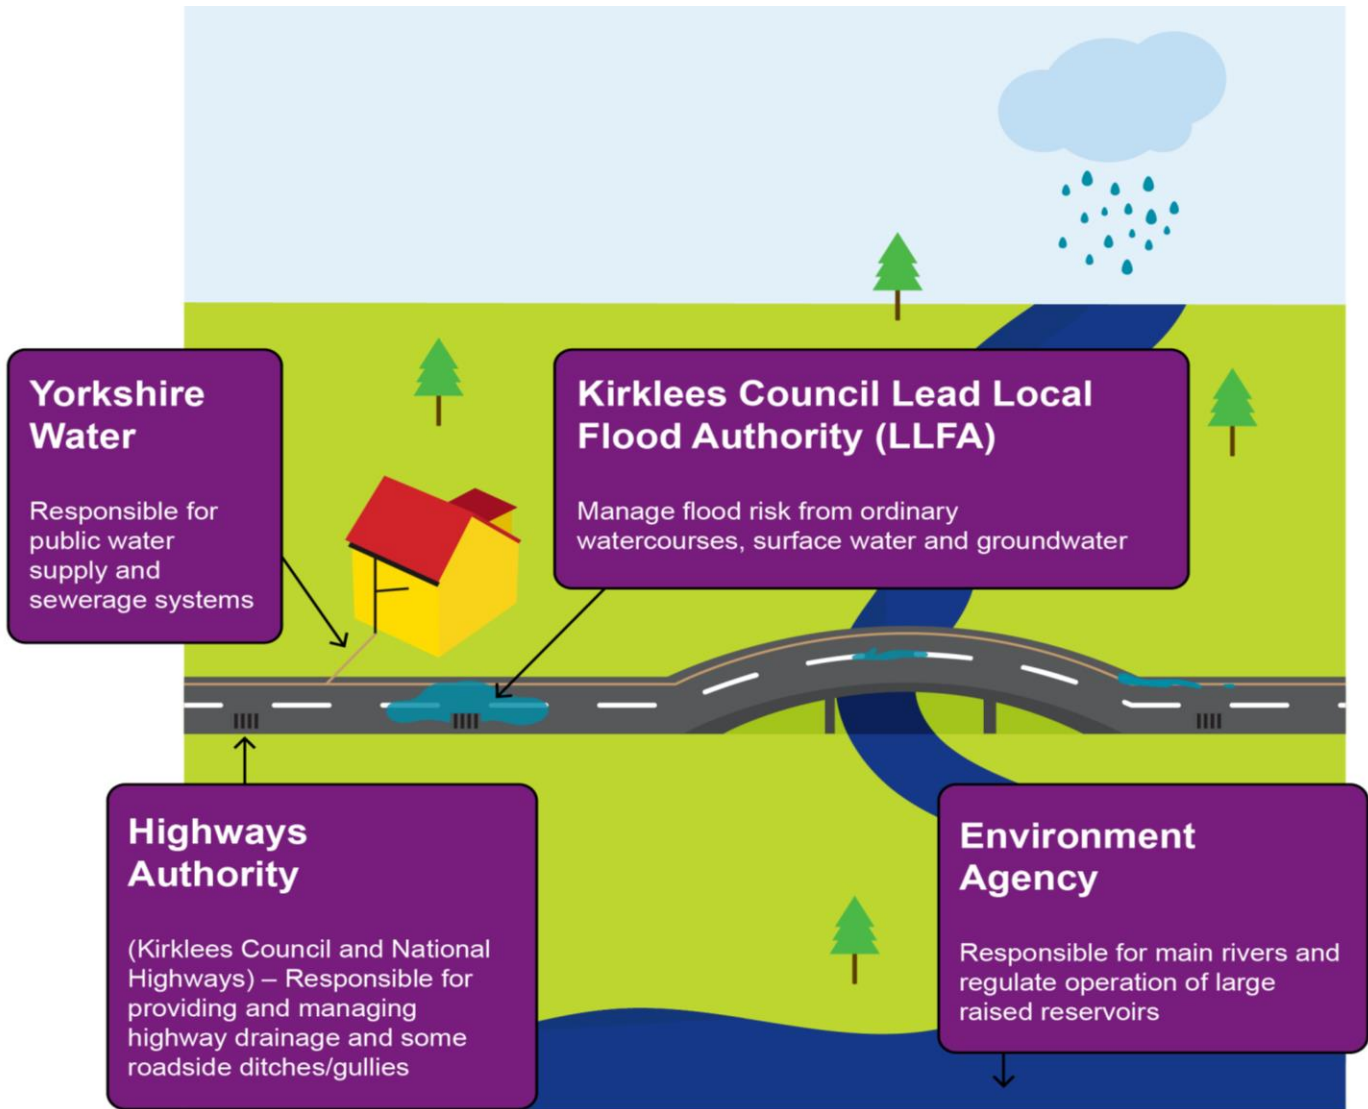 Yorkshire
Water
Responsible for
public water
supply and
sewerage systems
Kirklees Council Lead Local
Flood Authority (LLFA)
Manage flood risk from ordinary
watercourses, surface water and groundwater
Highways
Authority
(Kirklees Council and National
Highways) – Responsible for
providing and managing
highway drainage and some
roadside ditches/gullies
Environment
Agency
Responsible for main rivers and
regulate operation of large
raised reservoirs